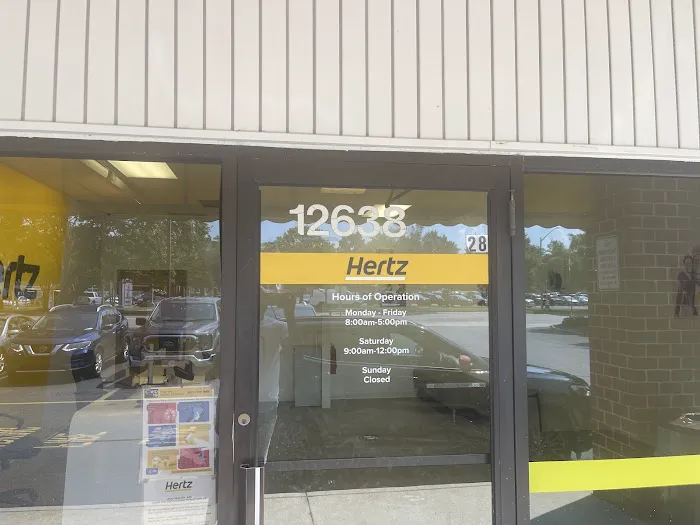 12638
28
Hertz
rtz
Hours of Operation
Monday - Friday
8:00am-5:00pm
Saturday
9:00am-12:00pm
Sunday
Closed
Hertz